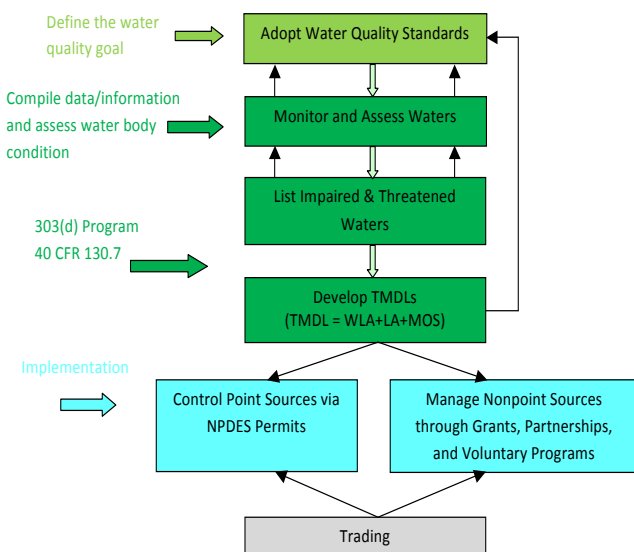 Define the water
quality goal
Adopt Water Quality Standards
Compile data/information
and assess water body
condition
Monitor and Assess Waters
List Impaired & Threatened
Waters
303(d) Program
40 CFR 130.7
Develop TMDLs
(TMDL = WLA+LA+MOS)
Implementation
Control Point Sources via
NPDES Permits
Manage Nonpoint Sources
through Grants, Partnerships,
and Voluntary Programs
Trading